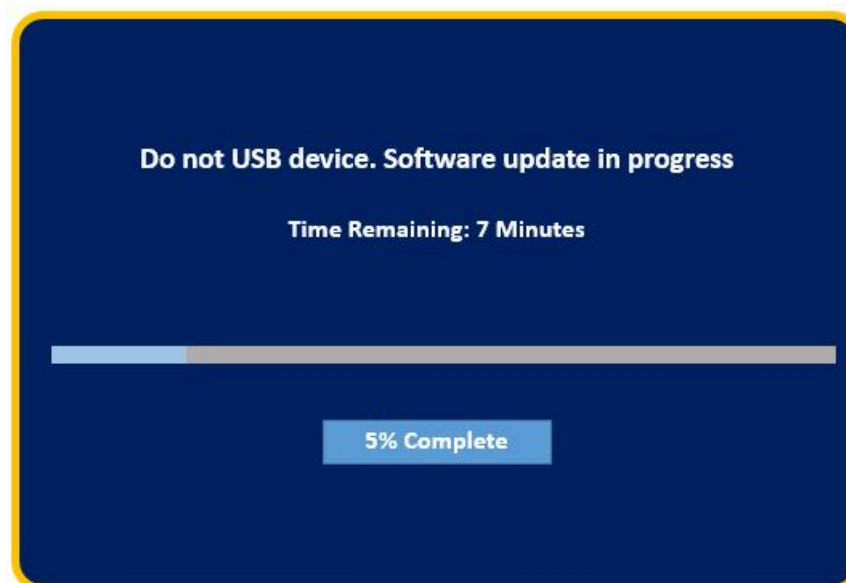 Do not USB device. Software update in progress
Time Remaining: 7 Minutes
5% Complete